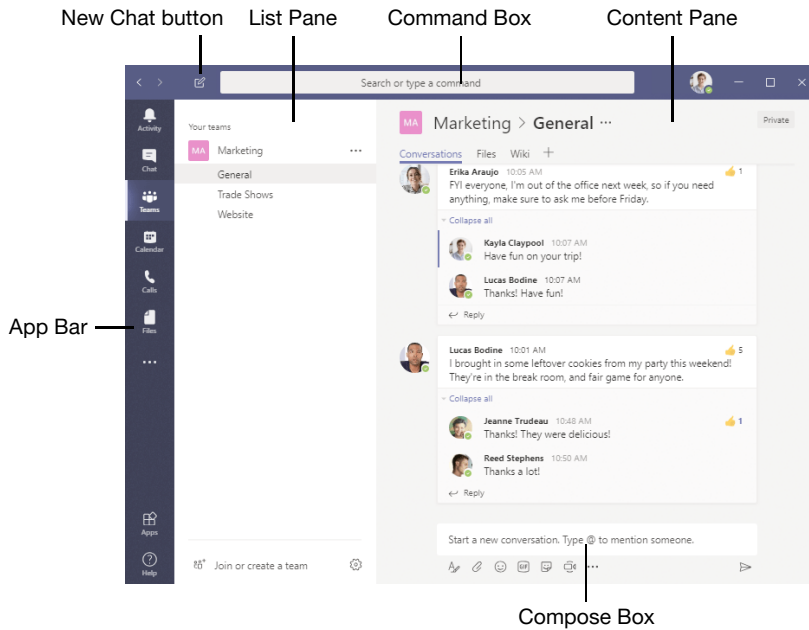 New Chat button List Pane Command Box Content Pane
Search or type a command
Activity
Chat
Teams
Calendar
Calls
Files
...
Apps
Help
App Bar
Your teams
MA Marketing ...
General
Trade Shows
Website
Join or create a team
MA Marketing > General ...
Private
Conversations Files Wiki +
Erika Araujo 10:05 AM 1
FYI everyone, I'm out of the office next week, so if you need
anything, make sure to ask me before Friday.
Collapse all
Kayla Claypool 10:07 AM
Have fun on your trip!
Lucas Bodine 10:07 AM
Thanks! Have fun!
Reply
Lucas Bodine 10:01 AM 5
I brought in some leftover cookies from my party this weekend!
They're in the break room, and fair game for anyone.
Collapse all
Jeanne Trudeau 10:48 AM 1
Thanks! They were delicious!
Reed Stephens 10:50 AM
Thanks a lot!
Reply
Start a new conversation. Type @ to mention someone.
GIF ...
Compose Box